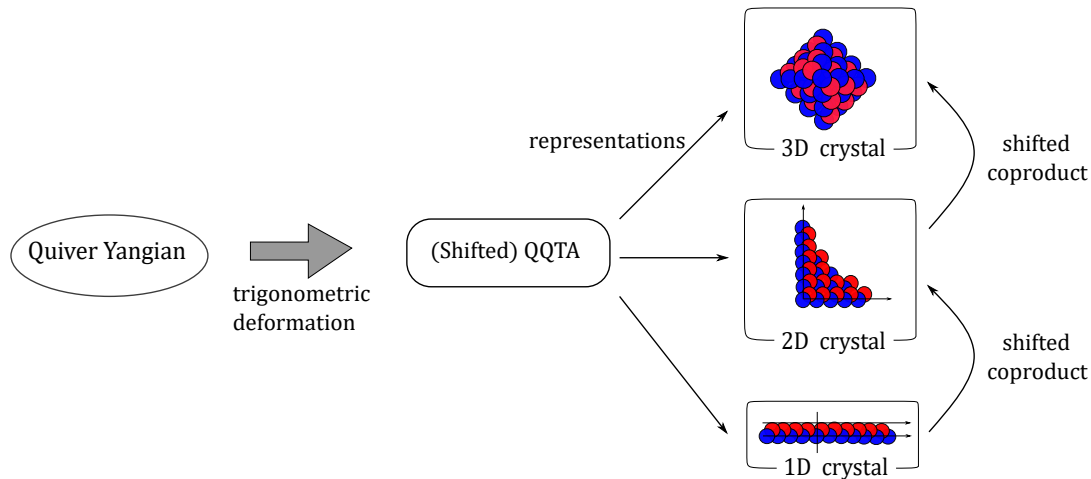 Quiver Yangian
trigonometric
deformation
(Shifted) QQTA
representations
3D crystal
2D crystal
1D crystal
shifted
coproduct
shifted
coproduct